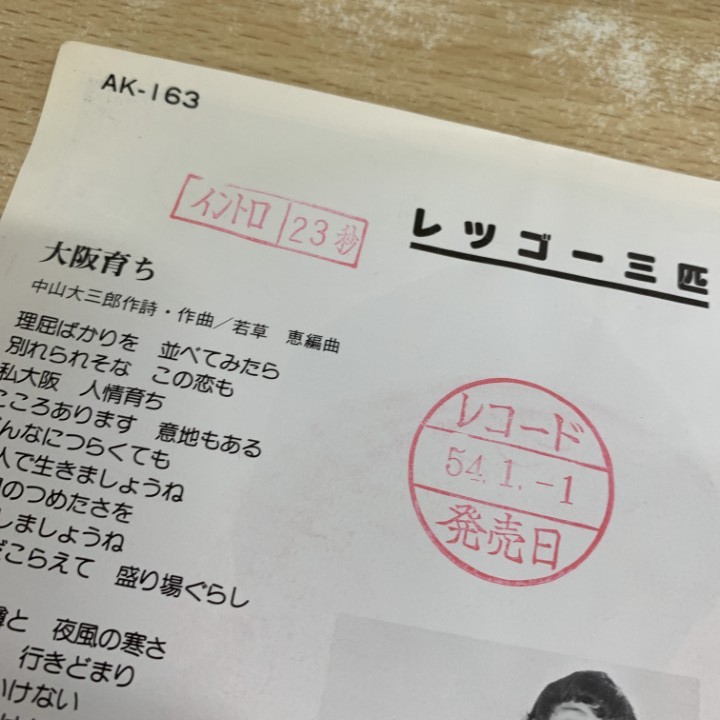 AK-163
イントロ 23秒
レツゴー三匹
大阪育ち
中山大三郎作詩・作曲/若草 恵編曲
理屈ばかりを 並べてみたら
別れられそな この恋も
私大阪 人情育ち
こころあります 意地もある
んなにつらくても
人で生きましょうね
のつめたさを
しましょうね
こらえて 盛り場ぐらし
と 夜風の寒さ
行きどまり
いけない
レコード
54.1.-1
発売日